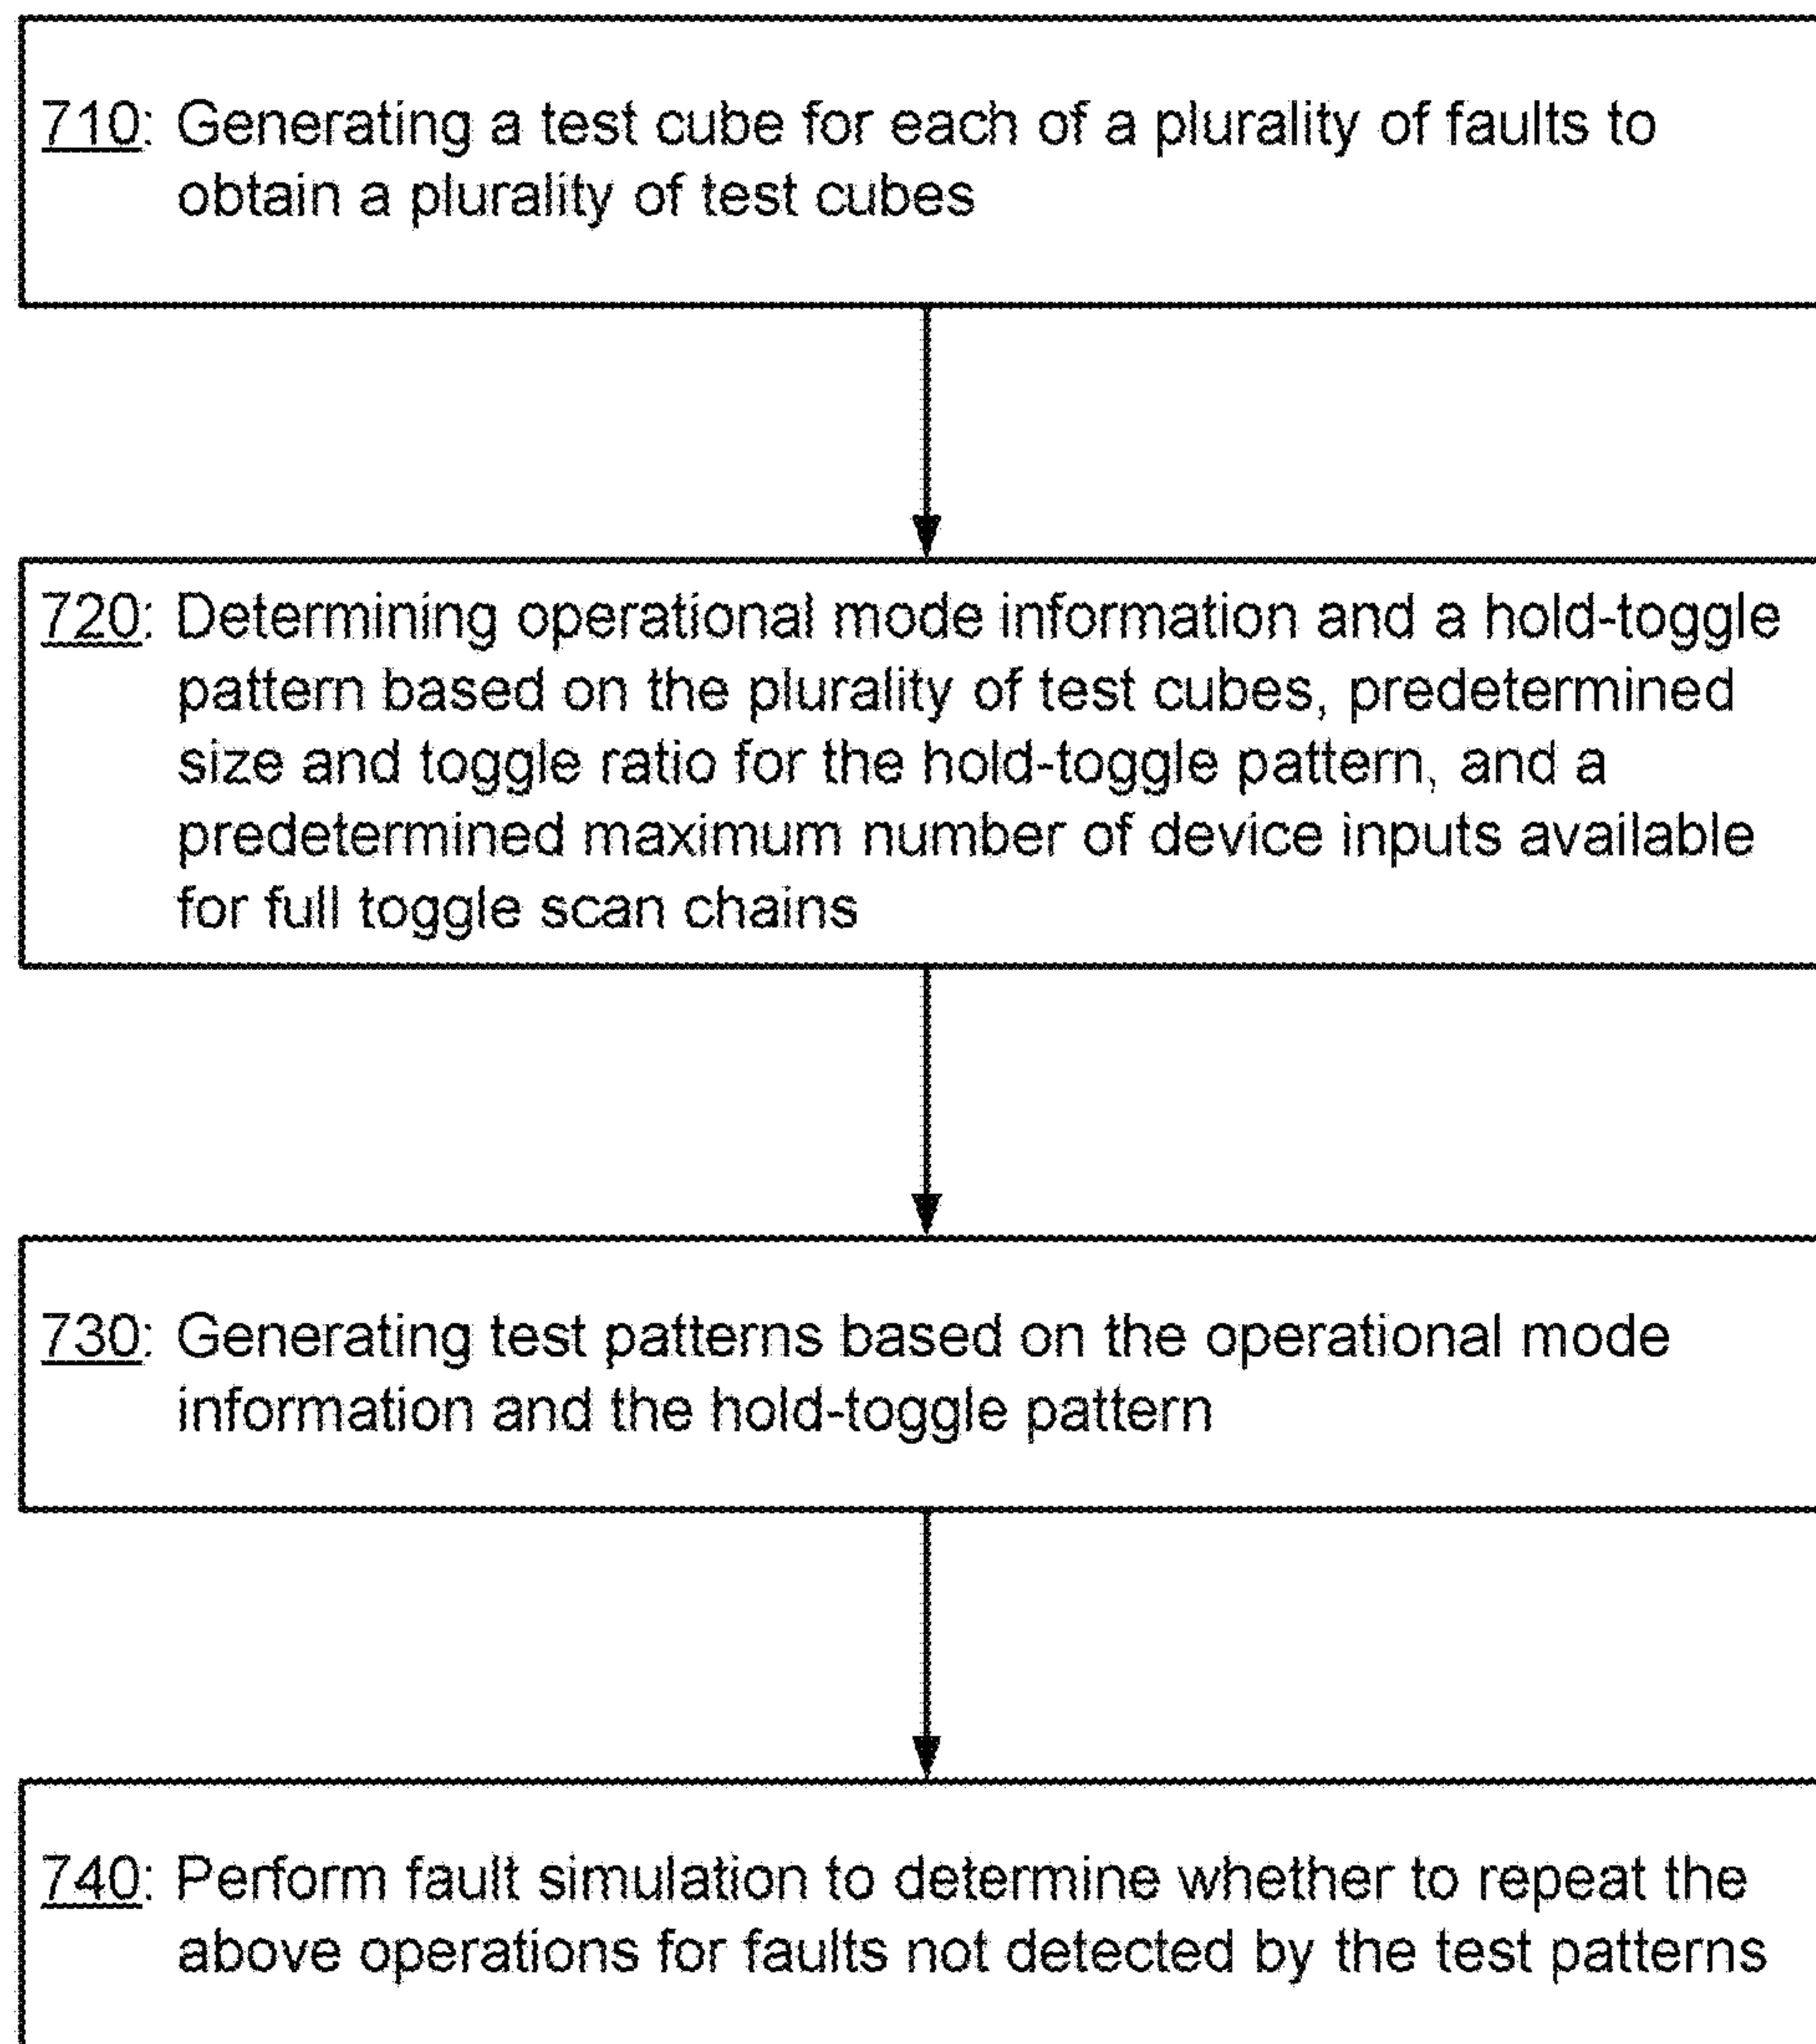 710: Generating a test cube for each of a plurality of faults to
obtain a plurality of test cubes
720: Determining operational mode information and a hold-toggle
pattern based on the plurality of test cubes, predetermined
size and toggle ratio for the hold-toggle pattern, and a
predetermined maximum number of device inputs available
for full toggle scan chains
730: Generating test patterns based on the operational mode
information and the hold-toggle pattern
740: Perform fault simulation to determine whether to repeat the
above operations for faults not detected by the test patterns